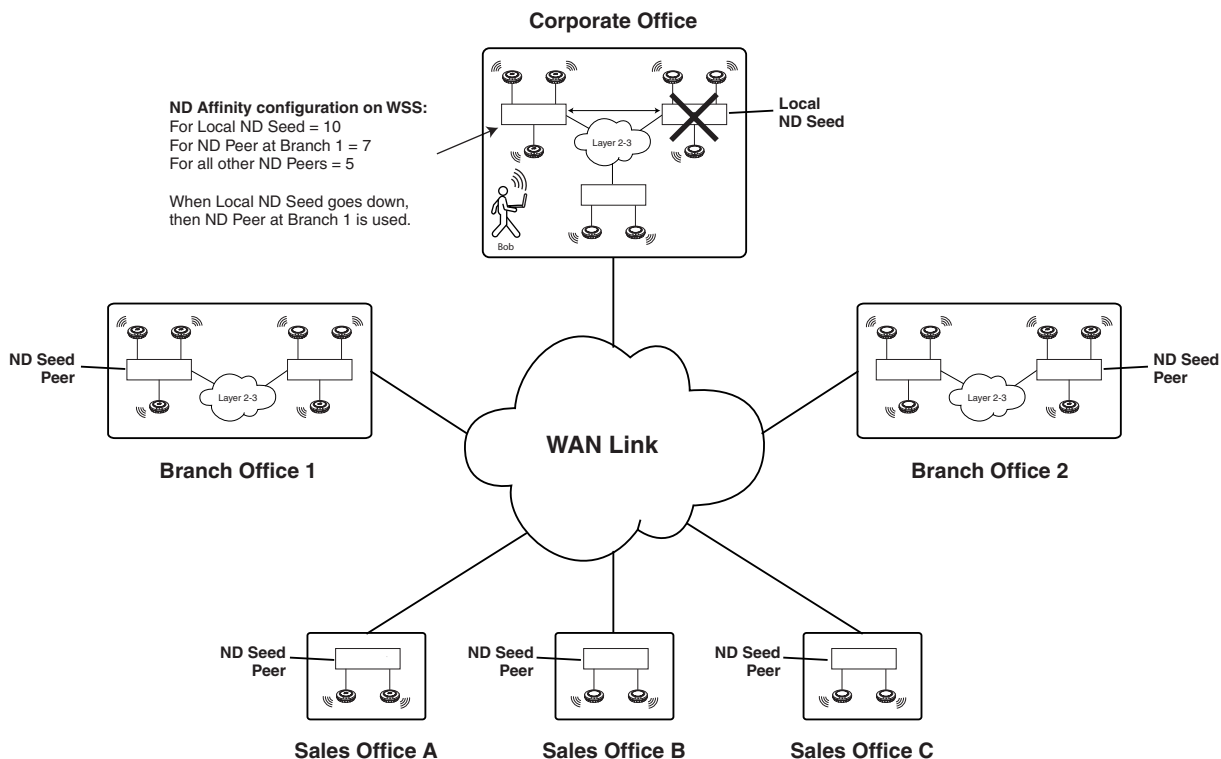 Corporate Office
ND Affinity configuration on WSS:
For Local ND Seed = 10
For ND Peer at Branch 1 = 7
For all other ND Peers = 5
When Local ND Seed goes down,
then ND Peer at Branch 1 is used.
Local
ND Seed
Layer 2-3
Bob
ND Seed
Peer
Layer 2-3
Branch Office 1
WAN Link
Layer 2-3
ND Seed
Peer
Branch Office 2
ND Seed
Peer
Sales Office A
ND Seed
Peer
Sales Office B
ND Seed
Peer
Sales Office C